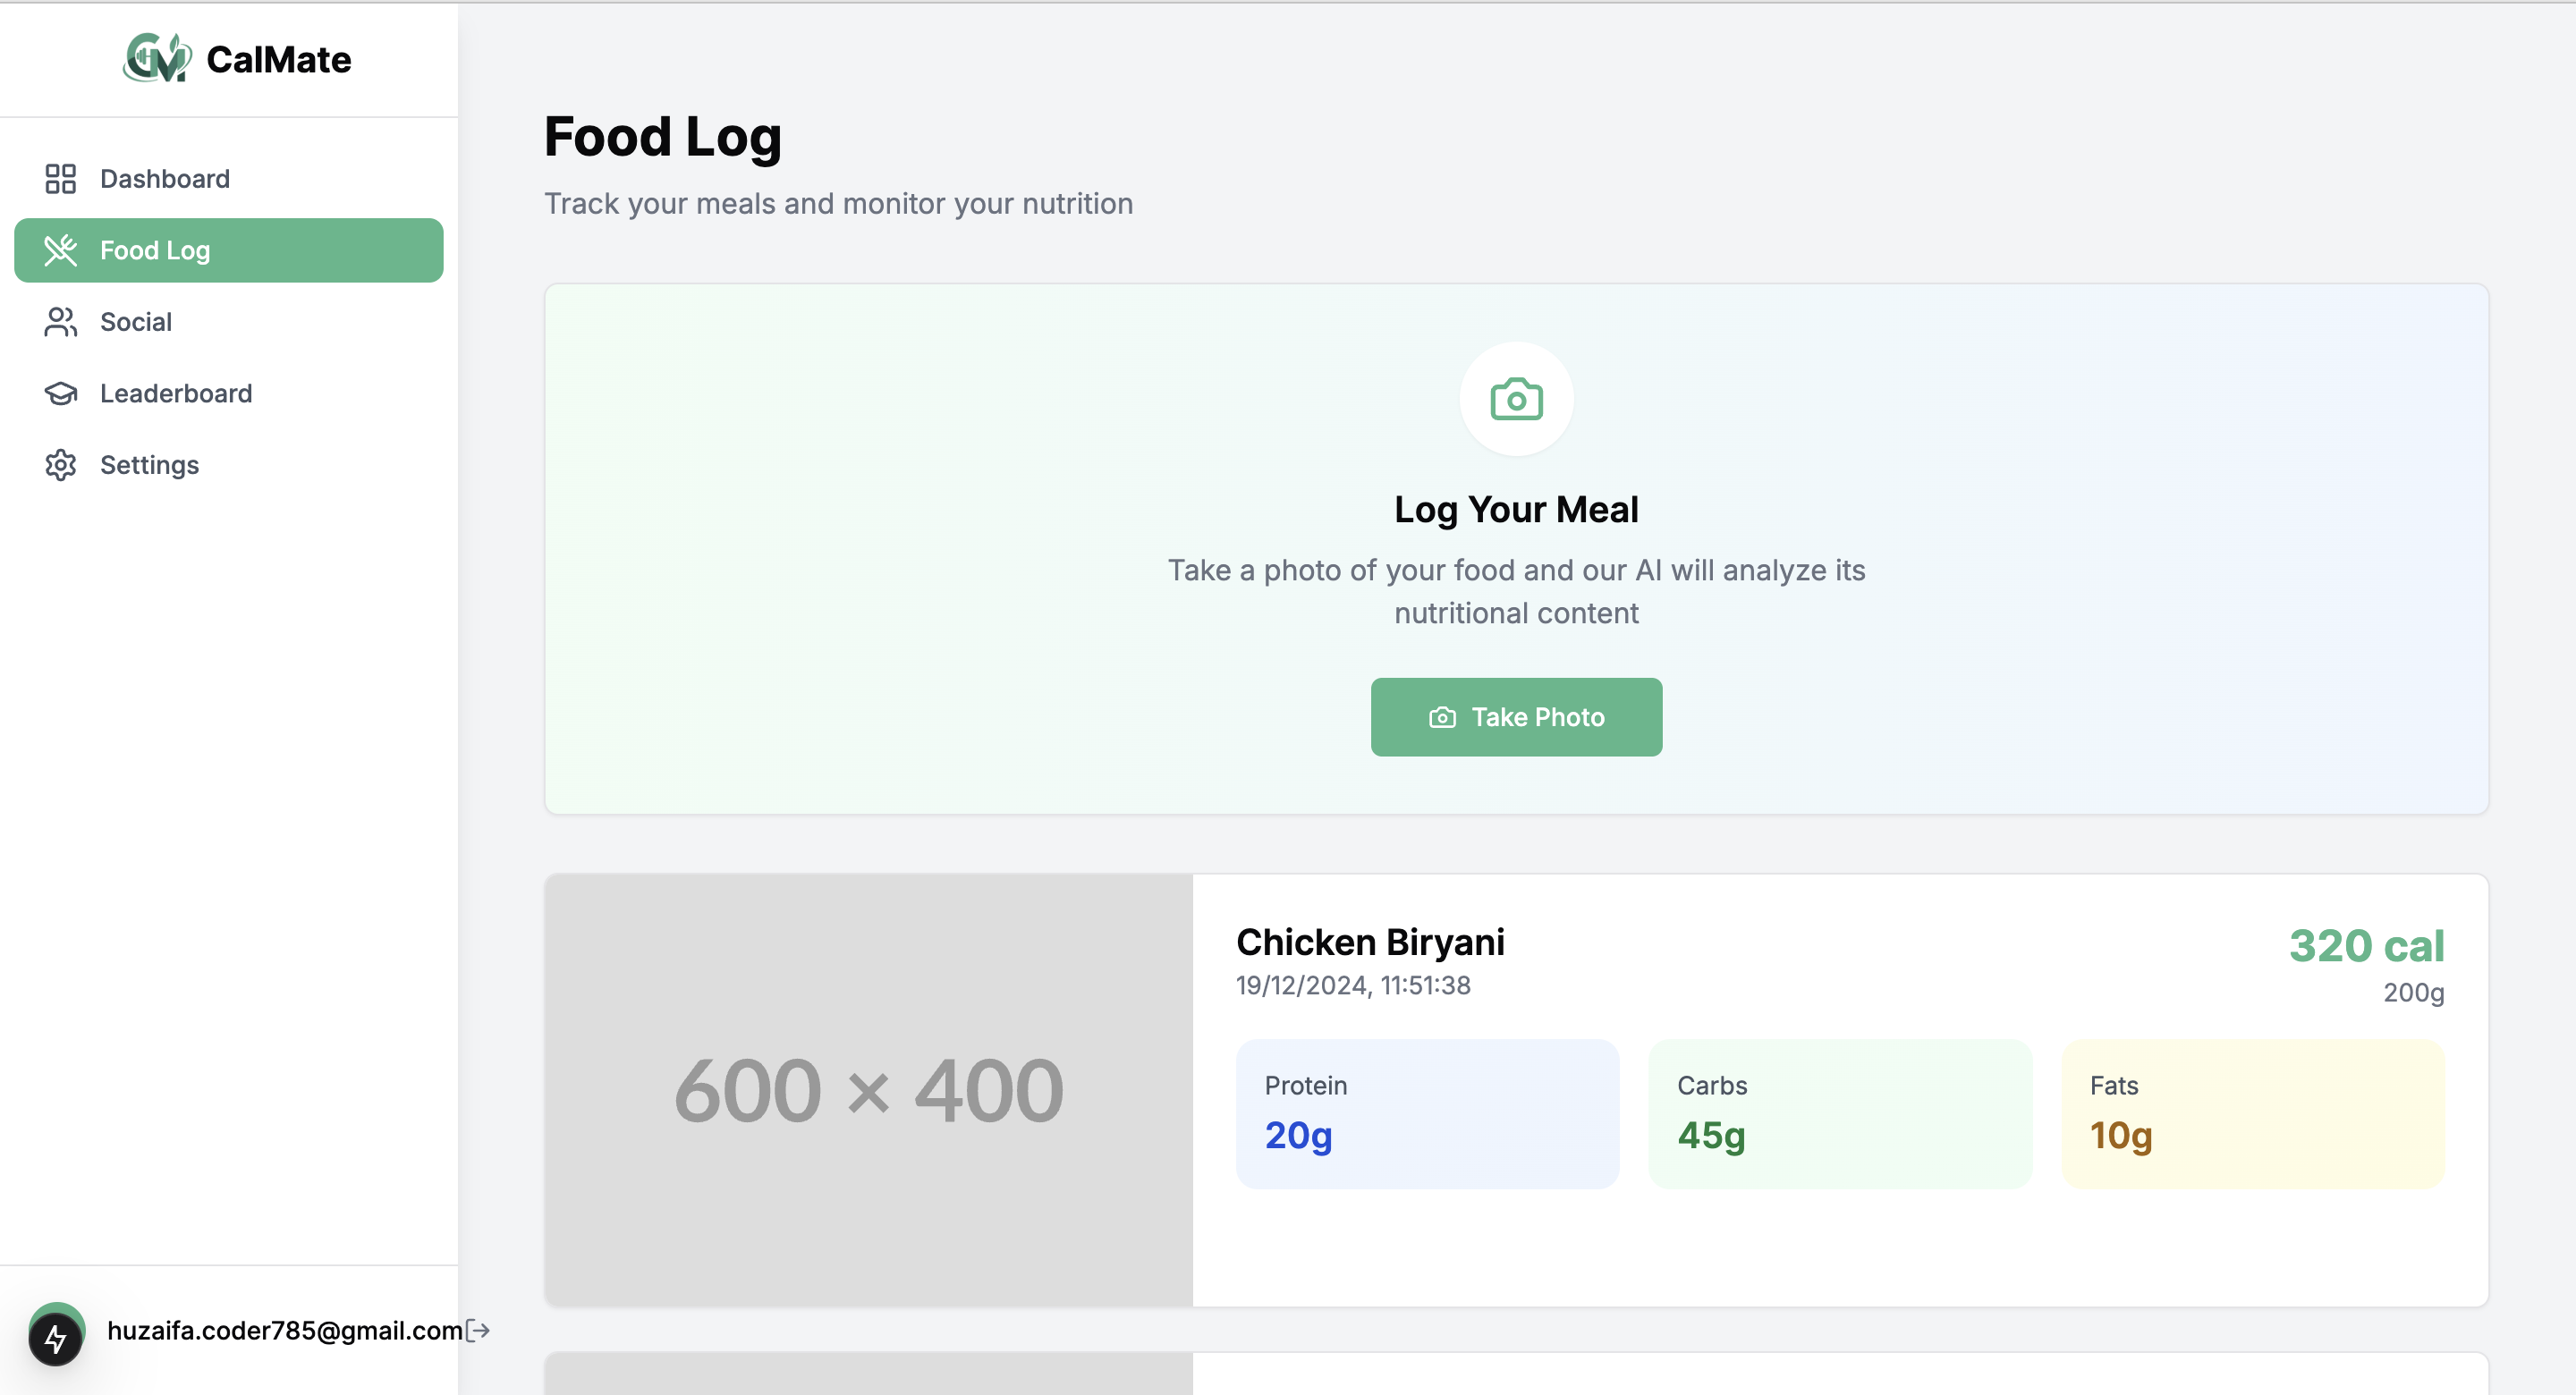 CalMate
Dashboard
Food Log
Social
Leaderboard
Settings
huzaifa.coder785@gmail.com
Food Log
Track your meals and monitor your nutrition
Log Your Meal
Take a photo of your food and our AI will analyze its
nutritional content
Take Photo
600 × 400
Chicken Biryani
320 cal
19/12/2024, 11:51:38
200g
Protein
20g
Carbs
45g
Fats
10g